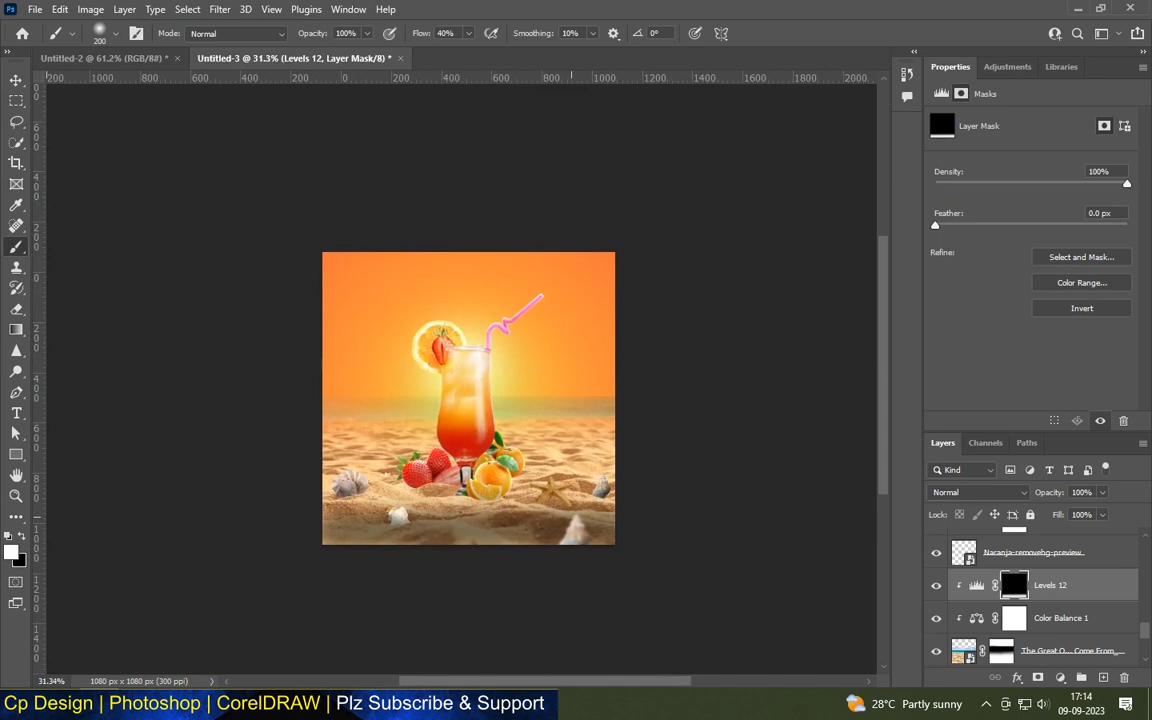 Ps File Edit Image Layer Type Select Filter 3D View Plugins Window Help
200 Mode: Normal Opacity: 100% Flow: 40% Smoothing: 10% 0°
Untitled-2 @ 61.2% (RGB/8#) * × Untitled-3 @ 31.3% (Levels 12, Layer Mask/8) * ×
Properties Adjustments Libraries
Masks
Layer Mask
Density: 100%
Feather: 0.0 px
Refine: Select and Mask...
Color Range...
Invert
Layers Channels Paths
Kind
Normal Opacity: 100%
Lock: Fill: 100%
Naranja-removebg-preview
Levels 12
Color Balance 1
The Great O... Come From_
31.34% 1080 px x 1080 px (300 ppi)
Cp Design | Photoshop | CorelDRAW | Plz Subscribe & Support
28°C Partly sunny
17:14
09-09-2023